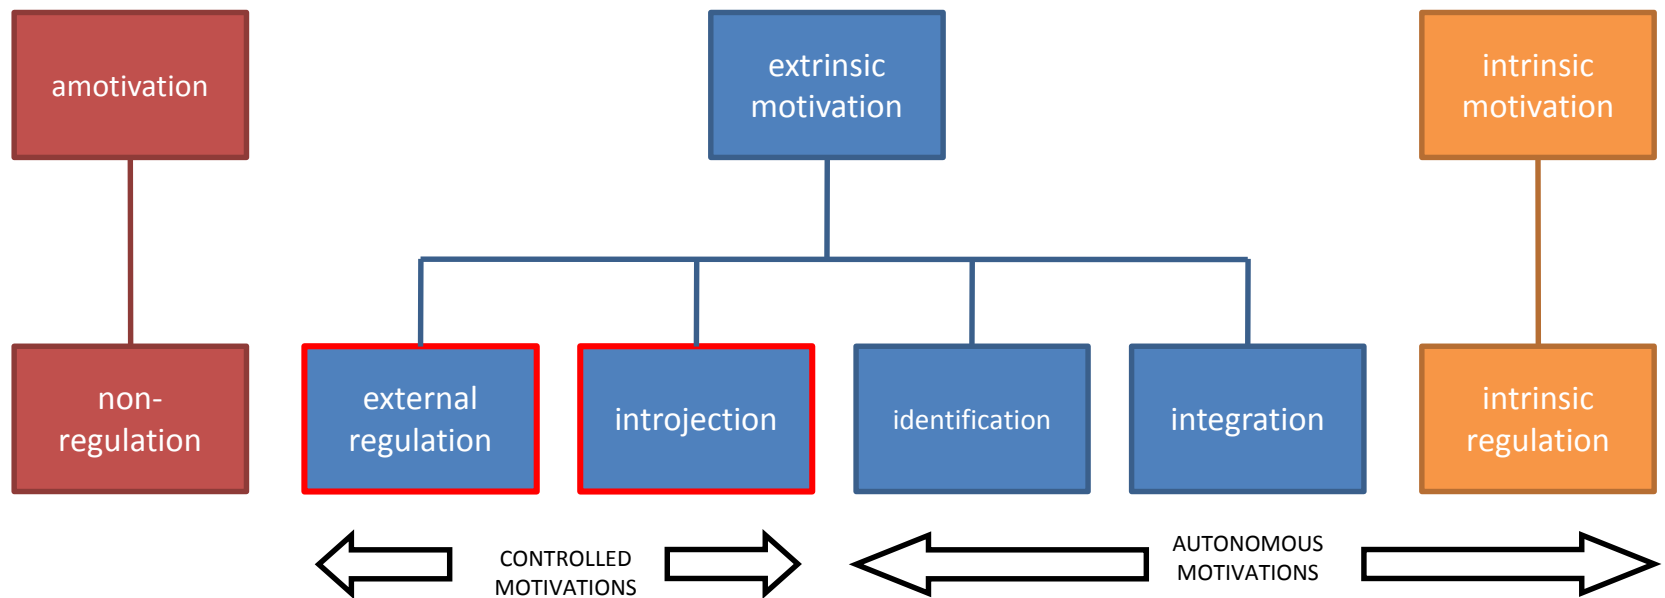 amotivation
extrinsic
motivation
intrinsic
motivation
non-
regulation
external
regulation
introjection
identification
integration
intrinsic
regulation
CONTROLLED
MOTIVATIONS
AUTONOMOUS
MOTIVATIONS